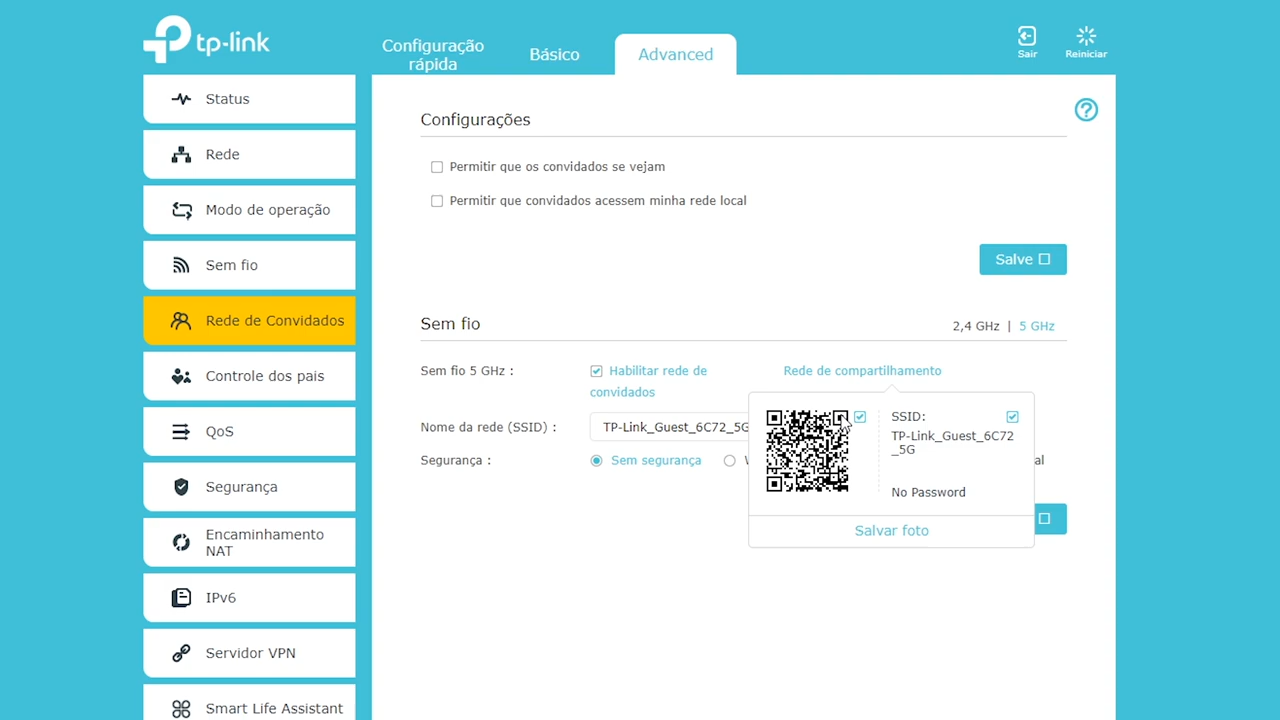 tp-link
Configuração
rápida
Básico
Advanced
Sair
Reiniciar
Status
Rede
Modo de operação
Sem fio
Rede de Convidados
Controle dos pais
QoS
Segurança
Encaminhamento
NAT
IPv6
Servidor VPN
Smart Life Assistant
Configurações
Permitir que os convidados se vejam
Permitir que convidados acessem minha rede local
Salve
Sem fio
2,4 GHz | 5 GHz
Sem fio 5 GHz :
Habilitar rede de
convidados
Rede de compartilhamento
Nome da rede (SSID) :
TP-Link_Guest_6C72_5G
Segurança :
Sem segurança
SSID:
TP-Link_Guest_6C72
_5G
No Password
Salvar foto